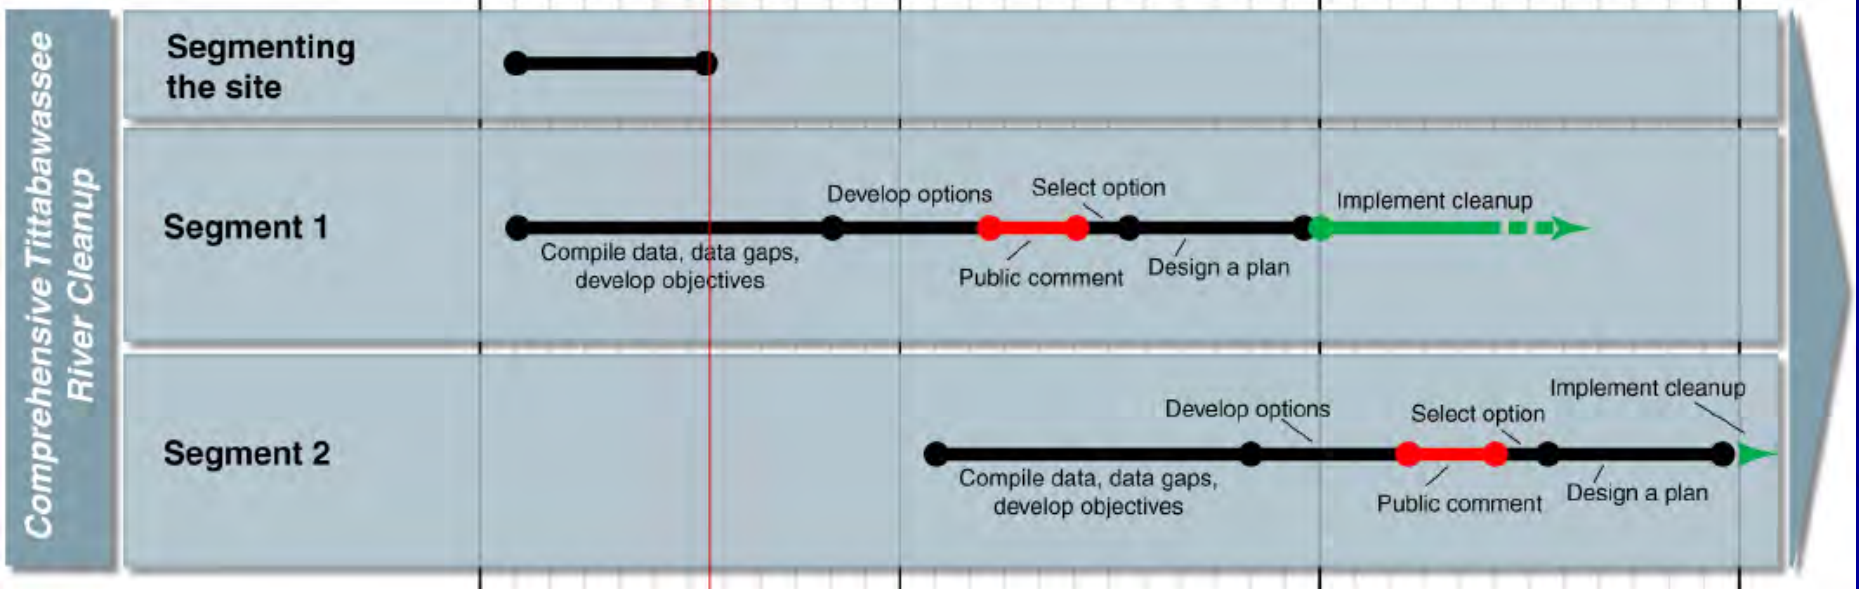 Comprehensive Tittabawassee
River Cleanup
Segmenting
the site
Segment 1
Develop options
Select option
Implement cleanup
Compile data, data gaps,
develop objectives
Public comment
Design a plan
Segment 2
Implement cleanup
Develop options
Select option
Compile data, data gaps,
develop objectives
Public comment
Design a plan